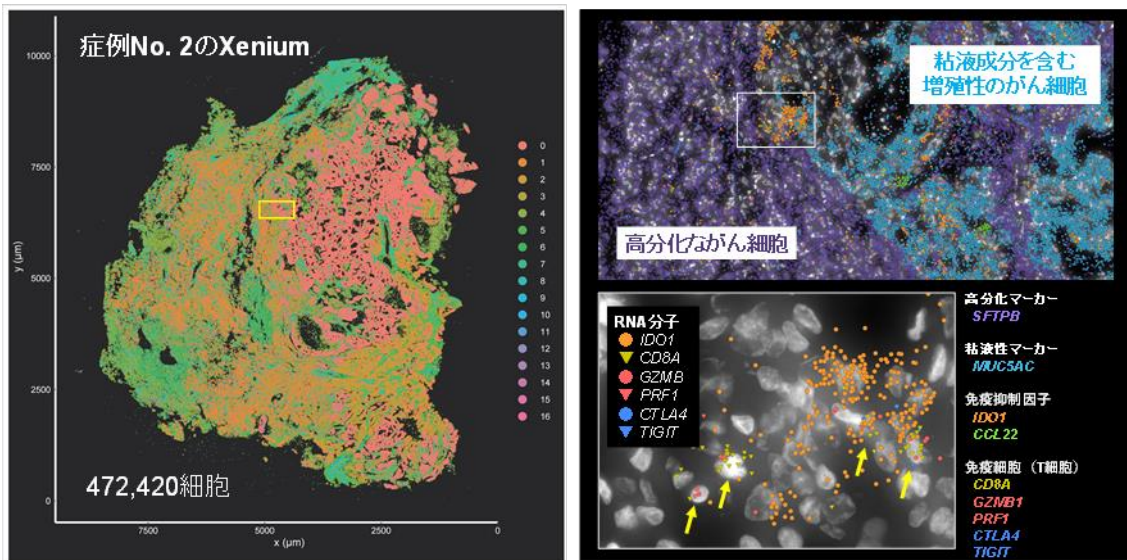 症例No. 2のXenium
10000
7500
5000
2500
0
y (μm)
7500
5000
2500
0
x (μm)
0
1
2
3
4
5
6
7
8
9
10
11
12
13
14
15
16
472,420細胞
粘液成分を含む
増殖性のがん細胞
高分化ながん細胞
RNA分子
IDO1
CD8A
GZMB
PRF1
CTLA4
TIGIT
高分化マーカー
SFTPB
粘液性マーカー
MUC5AC
免疫抑制因子
IDO1
CCL22
免疫細胞（T細胞）
CD8A
GZMB1
PRF1
CTLA4
TIGIT